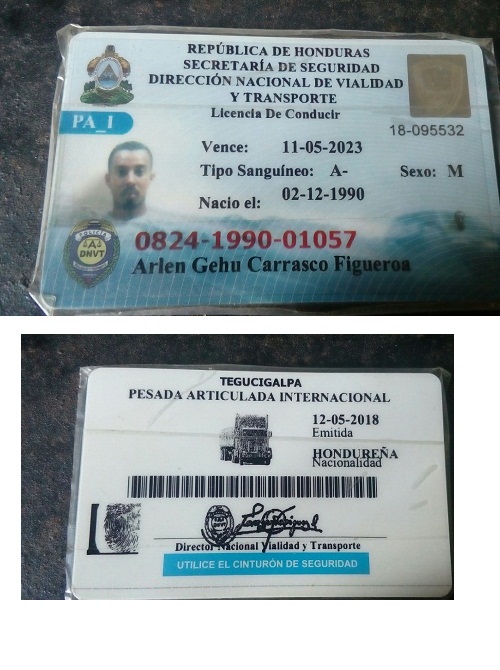 REPÚBLICA DE HONDURAS
SECRETARÍA DE SEGURIDAD
DIRECCIÓN NACIONAL DE VIALIDAD
Y TRANSPORTE
Licencia De Conducir
PA_I
18-095532
Vence: 11-05-2023
Tipo Sanguíneo: A- Sexo: M
Nacio el: 02-12-1990
POLICIA
DNVT
0824-1990-01057
Arlen Gehu Carrasco Figueroa
TEGUCIGALPA
PESADA ARTICULADA INTERNACIONAL
12-05-2018
Emitida
HONDUREÑA
Nacionalidad
DNVT
Director Nacional Vialidad y Transporte
UTILICE EL CINTURÓN DE SEGURIDAD